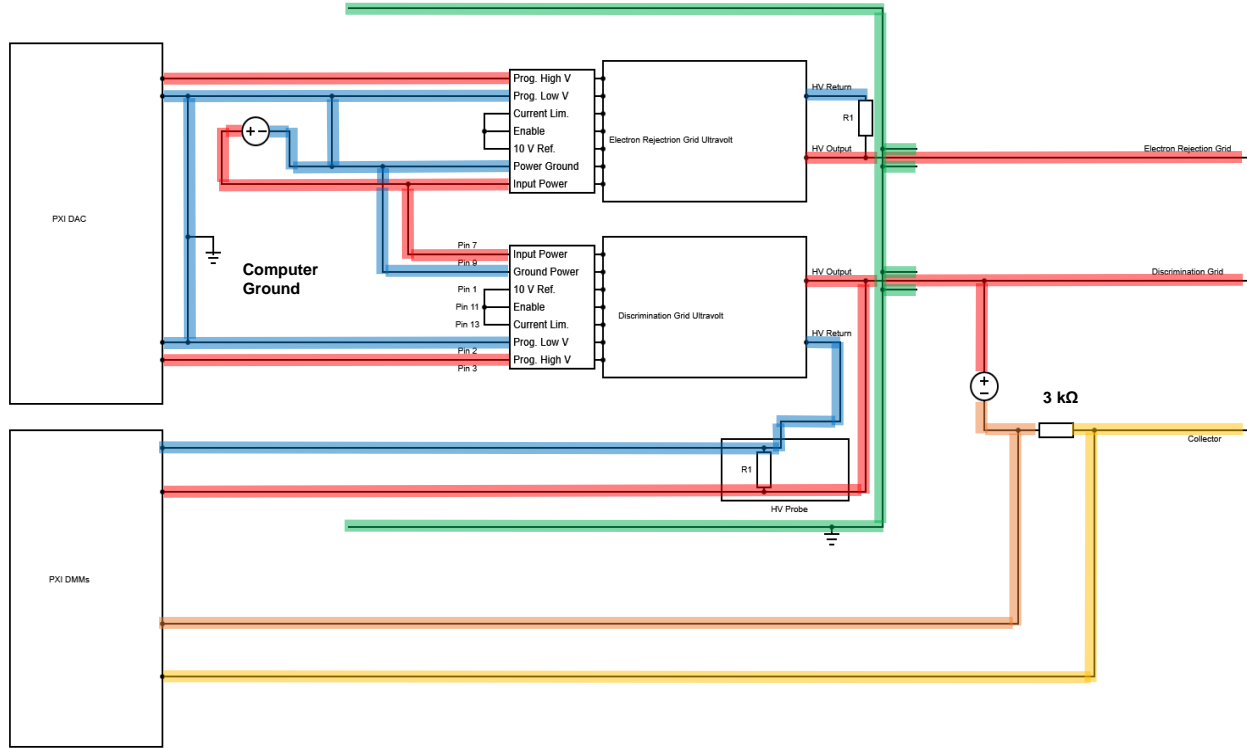 PXI DAC
Prog. High V
Prog. Low V
Current Lim.
Enable
10 V Ref.
Power Ground
Input Power
Electron Rejectrion Grid Ultravolt
HV Return
R1
HV Output
Electron Rejection Grid
+ −
Computer
Ground
Pin 7
Pin 9
Pin 1
Pin 11
Pin 13
Pin 2
Pin 3
Input Power
Ground Power
10 V Ref.
Enable
Current Lim.
Prog. Low V
Prog. High V
Discrimination Grid Ultravolt
HV Output
HV Return
Discrimination Grid
+
−
3 kΩ
Collector
R1
HV Probe
PXI DMMs